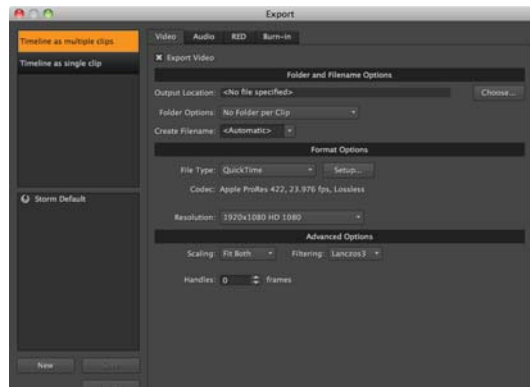 Export
Timeline as multiple clips
Timeline as single clip
Storm Default
New
Video Audio RED Burn-in
Export Video
Folder and Filename Options
Output Location: <No file specified> Choose...
Folder Options: No Folder per Clip
Create Filename: <Automatic>
Format Options
File Type: QuickTime Setup...
Codec: Apple ProRes 422, 23.976 fps, Lossless
Resolution: 1920x1080 HD 1080
Advanced Options
Scaling: Fit Both Filtering: Lanczos3
Handles: 0 frames